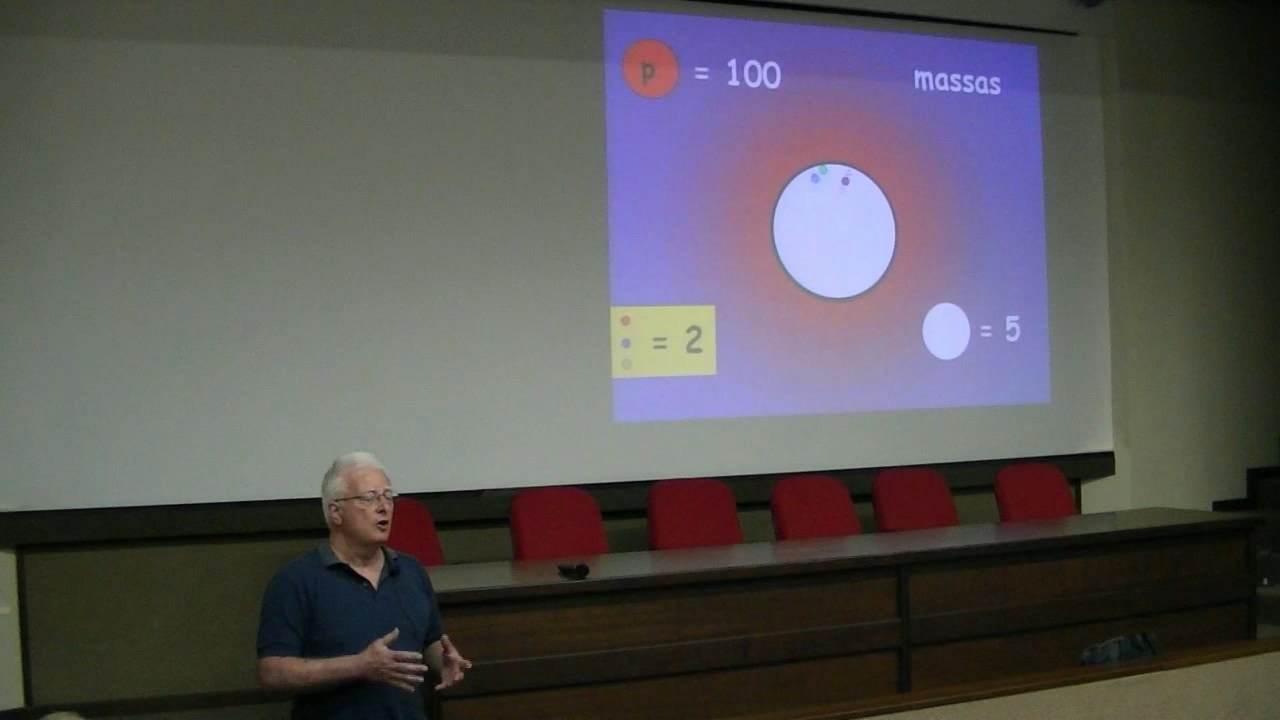 p = 100
massas
= 2
= 5